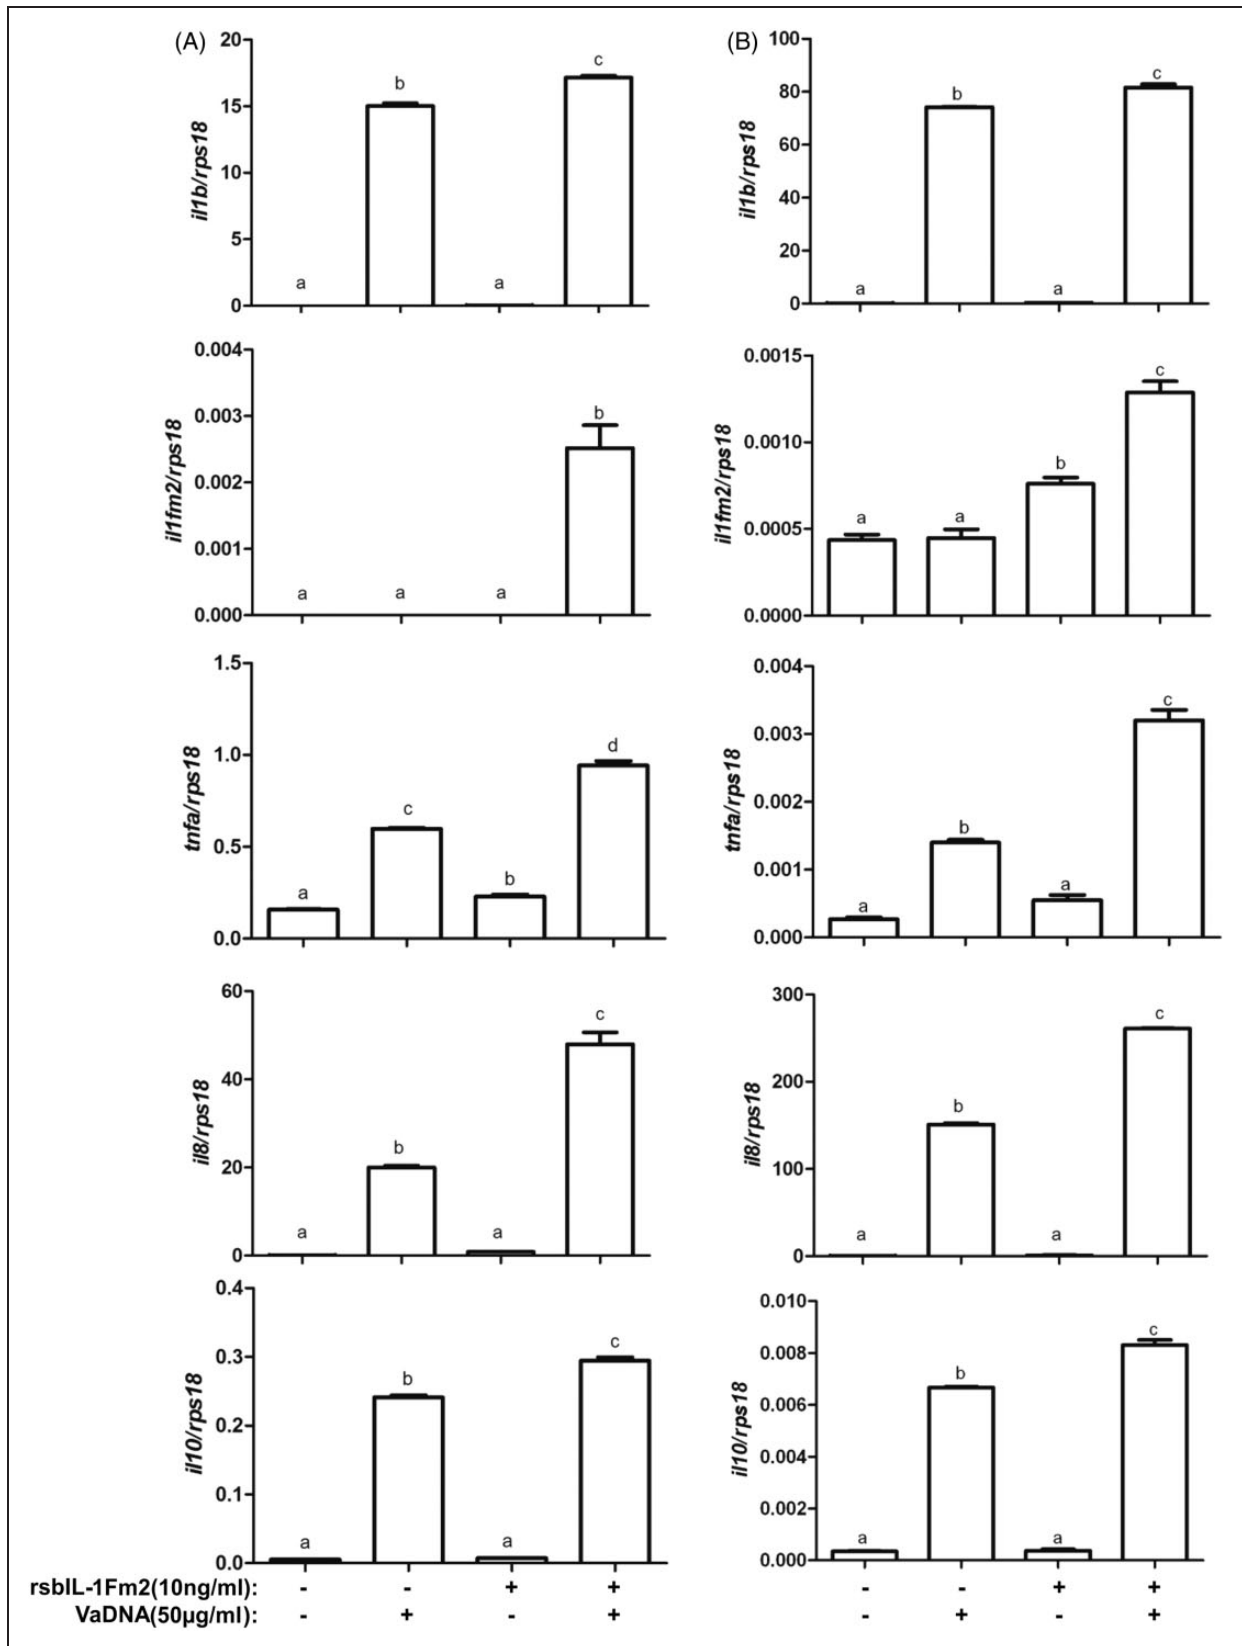 (A)
20
15
10
5
0
il1b/rps18
a
b
a
c
(B)
100
80
60
40
20
0
il1b/rps18
a
b
a
c
0.004
0.003
0.002
0.001
0.000
il1fm2/rps18
a
a
a
b
0.0015
0.0010
0.0005
0.0000
il1fm2/rps18
a
a
b
c
1.5
1.0
0.5
0.0
tnfa/rps18
a
c
b
d
0.004
0.003
0.002
0.001
0.000
tnfa/rps18
a
b
a
c
60
40
20
0
il8/rps18
a
b
a
c
300
200
100
0
il8/rps18
a
b
a
c
0.4
0.3
0.2
0.1
0.0
il10/rps18
a
b
a
c
0.010
0.008
0.006
0.004
0.002
0.000
il10/rps18
a
b
a
c
rsbIL-1Fm2(10ng/ml): - - + + - - + +
VaDNA(50µg/ml): - + - + - + - +